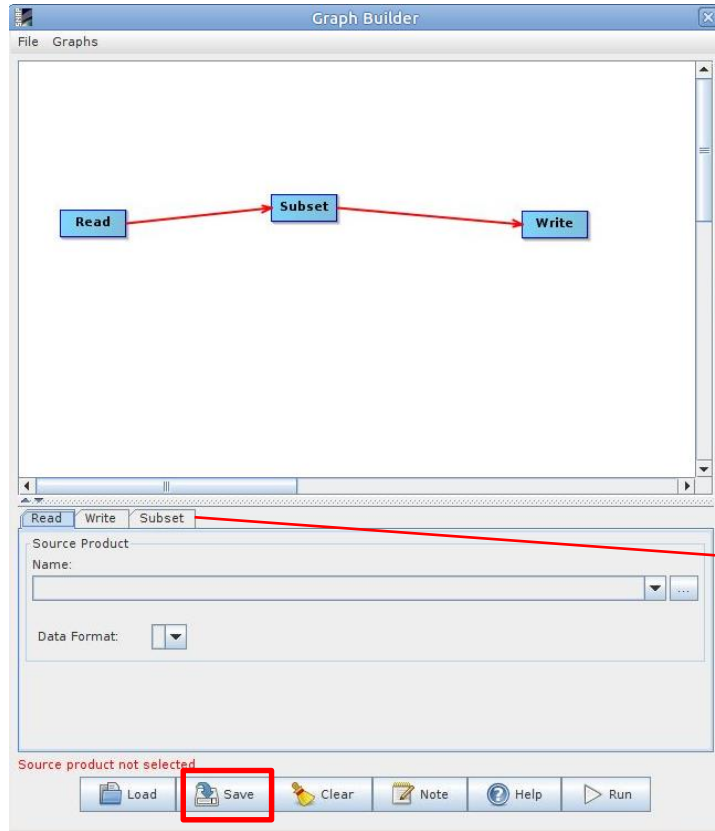 Graph Builder
File Graphs
Read
Subset
Write
Read Write Subset
Source Product
Name:
...
Data Format:
Source product not selected
Load Save Clear Note Help Run